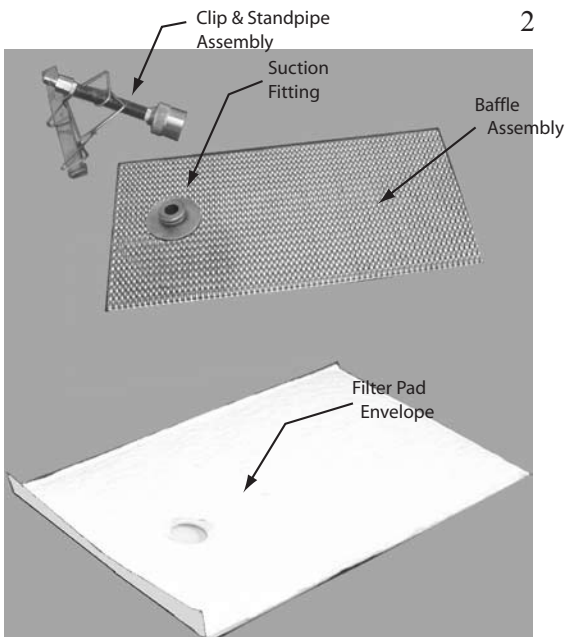 Clip & Standpipe
Assembly
2
Suction
Fitting
Baffle
Assembly
Filter Pad
Envelope